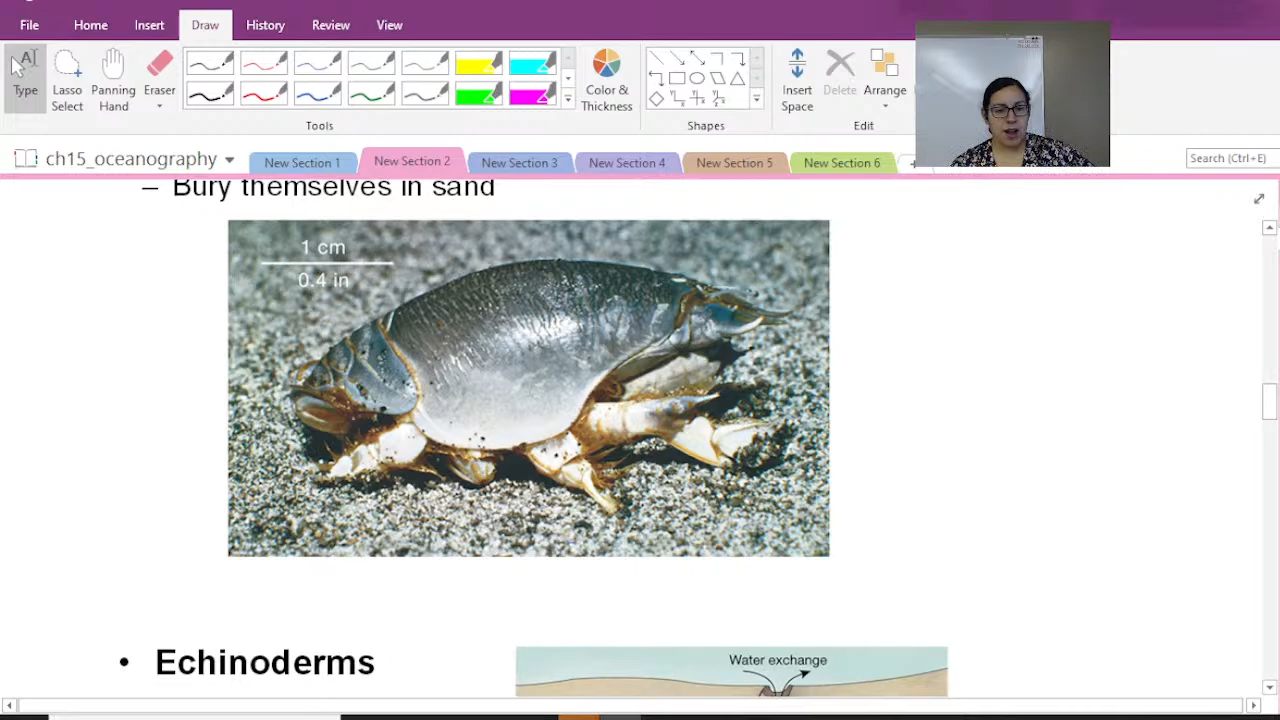 File Home Insert Draw History Review View
Type
Lasso Select
Panning Hand
Eraser
Color & Thickness
Insert Space
Delete
Arrange
Tools
Shapes
Edit
ch15_oceanography
New Section 1
New Section 2
New Section 3
New Section 4
New Section 5
New Section 6
Search (Ctrl+E)
– Bury themselves in sand
1 cm
0.4 in
• Echinoderms
Water exchange